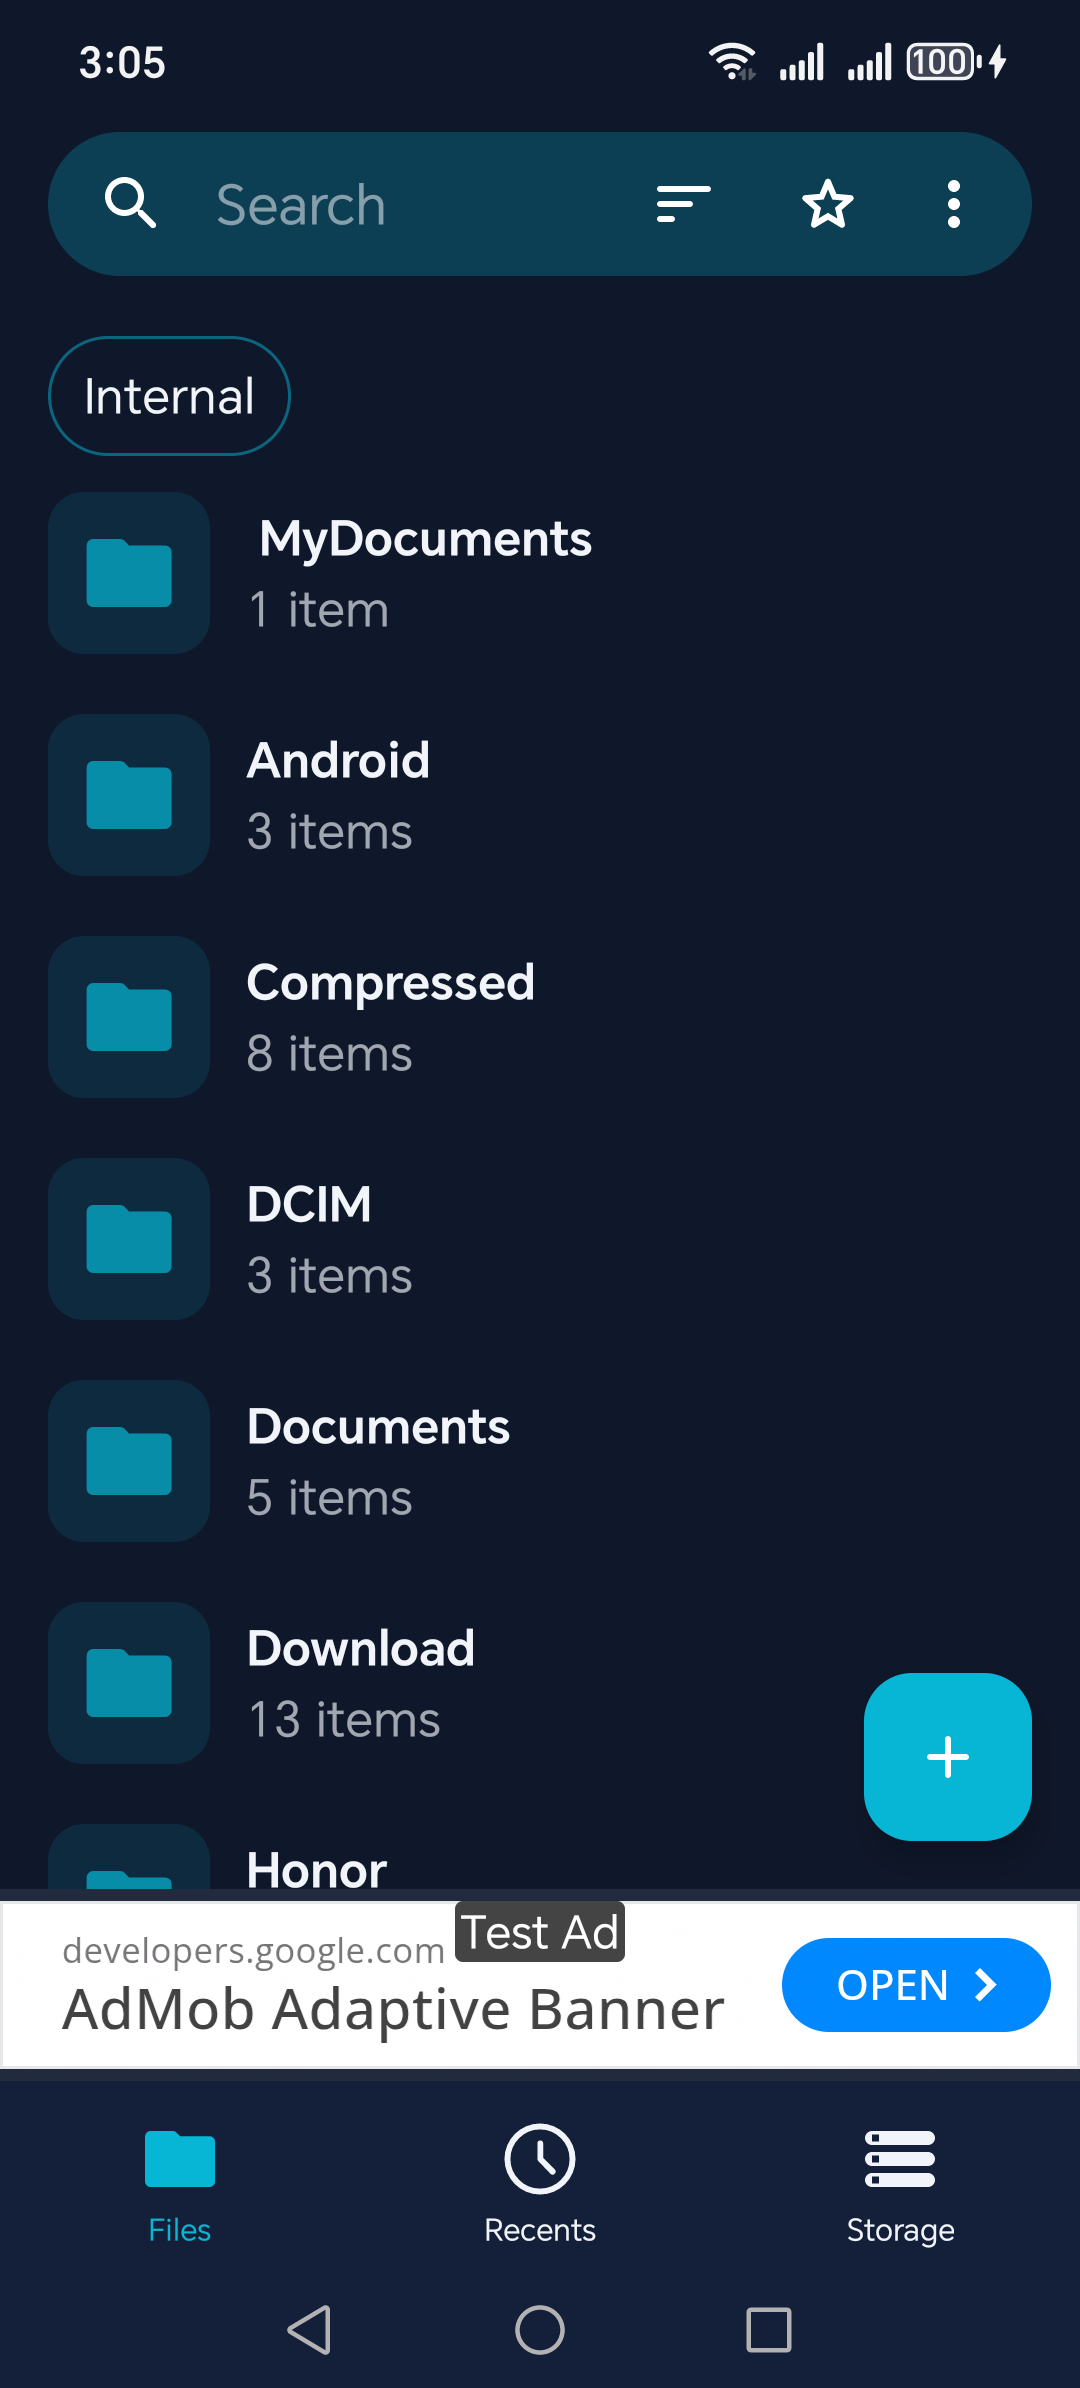 3:05
100
Search
Internal
MyDocuments
1 item
Android
3 items
Compressed
8 items
DCIM
3 items
Documents
5 items
Download
13 items
Honor
Test Ad
developers.google.com
AdMob Adaptive Banner
OPEN
Files
Recents
Storage